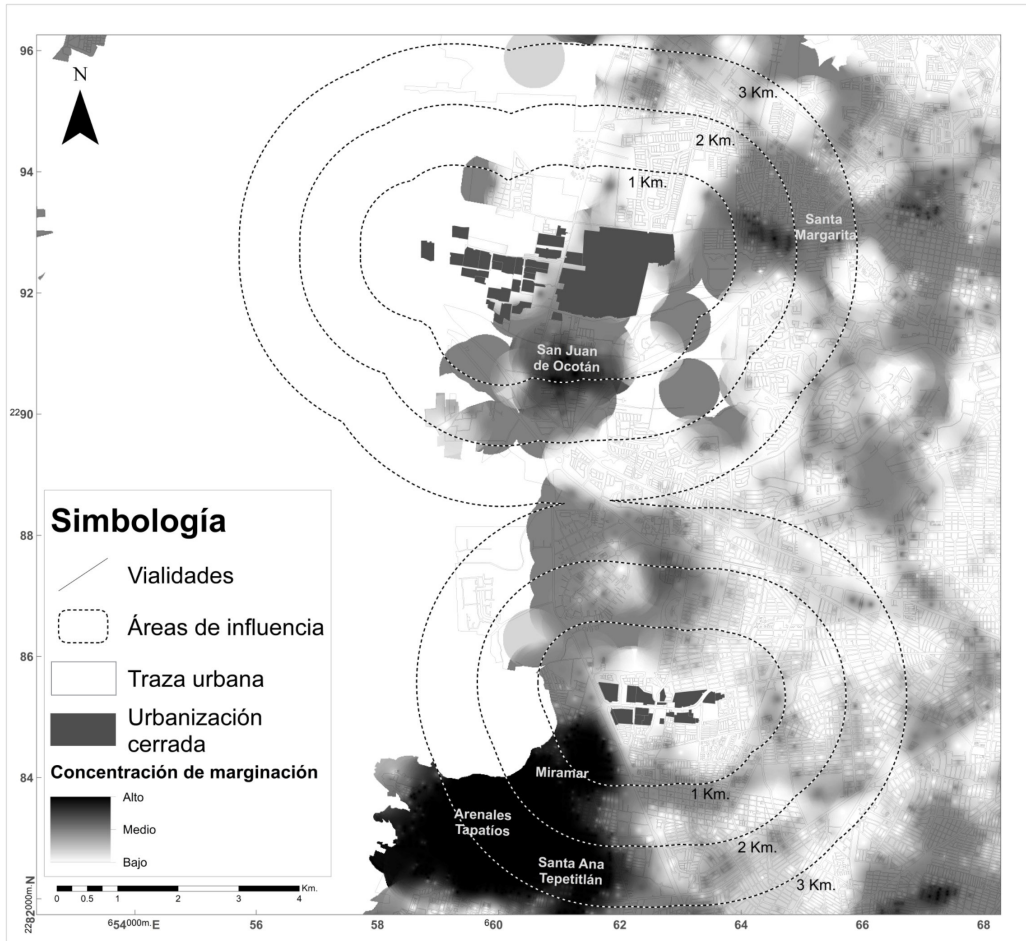 96
N
3 Km.
2 Km.
94
1 Km.
Santa
Margarita
92
San Juan
de Ocotán
²²90
Simbología
88
Vialidades
Áreas de influencia
86
Traza urbana
Urbanización
cerrada
Concentración de marginación
84
Miramar
1 Km.
Alto
Arenales
Tapatíos
Medio
2 Km.
Bajo
Santa Ana
Tepetitlán
3 Km.
Km.
0 0.5 1 2 3 4
²²82⁰⁰⁰ᵐ· N
⁶54⁰⁰⁰ᵐ· E 56 58 ⁶60 62 64 66 68